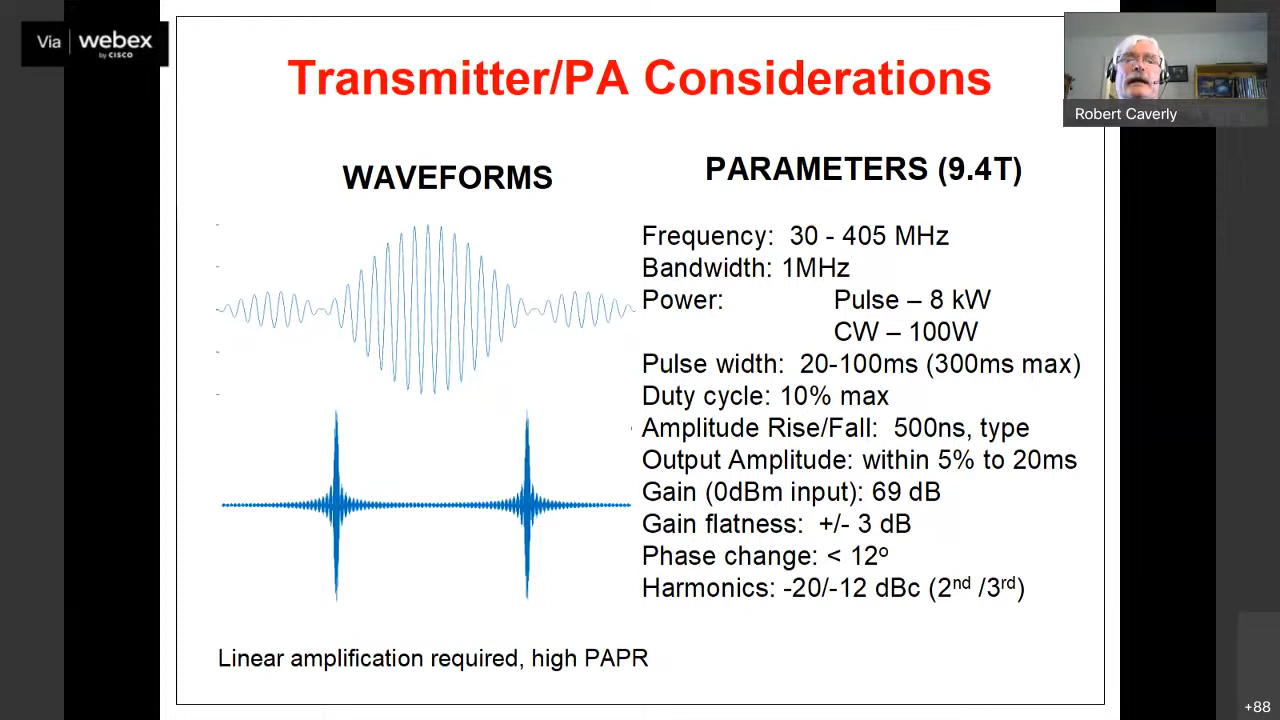 Via webex
by CISCO
Transmitter/PA Considerations
Robert Caverly
WAVEFORMS
PARAMETERS (9.4T)
Frequency: 30 - 405 MHz
Bandwidth: 1MHz
Power: Pulse – 8 kW
CW – 100W
Pulse width: 20-100ms (300ms max)
Duty cycle: 10% max
Amplitude Rise/Fall: 500ns, type
Output Amplitude: within 5% to 20ms
Gain (0dBm input): 69 dB
Gain flatness: +/- 3 dB
Phase change: < 12º
Harmonics: -20/-12 dBc (2nd /3rd)
Linear amplification required, high PAPR
+88